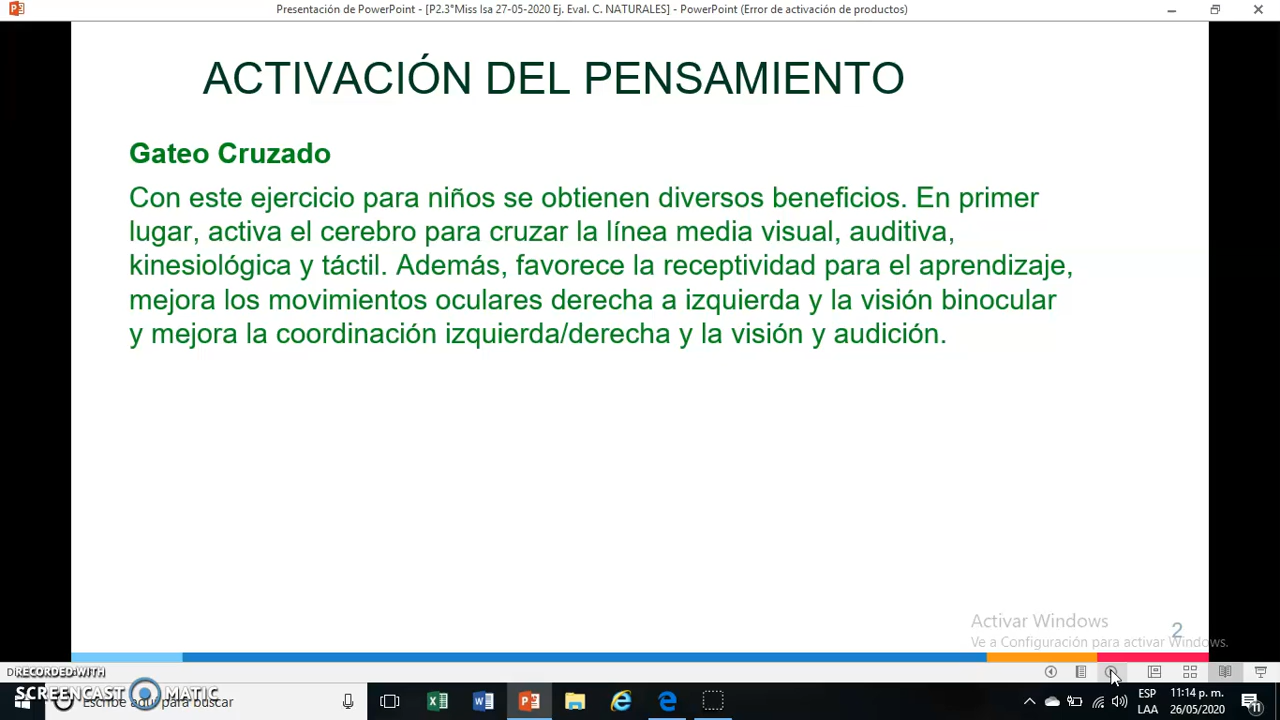 Presentación de PowerPoint - [P2.3°Miss Isa 27-05-2020 Ej. Eval. C. NATURALES] - PowerPoint (Error de activación de productos)
ACTIVACIÓN DEL PENSAMIENTO
Gateo Cruzado
Con este ejercicio para niños se obtienen diversos beneficios. En primer
lugar, activa el cerebro para cruzar la línea media visual, auditiva,
kinesiológica y táctil. Además, favorece la receptividad para el aprendizaje,
mejora los movimientos oculares derecha a izquierda y la visión binocular
y mejora la coordinación izquierda/derecha y la visión y audición.
Activar Windows
2
Ve a Configuración para activar Windows.
RECORDED WITH
SCREENCAST MATIC
Escribe aquí para buscar
ESP
LAA
11:14 p. m.
26/05/2020
11